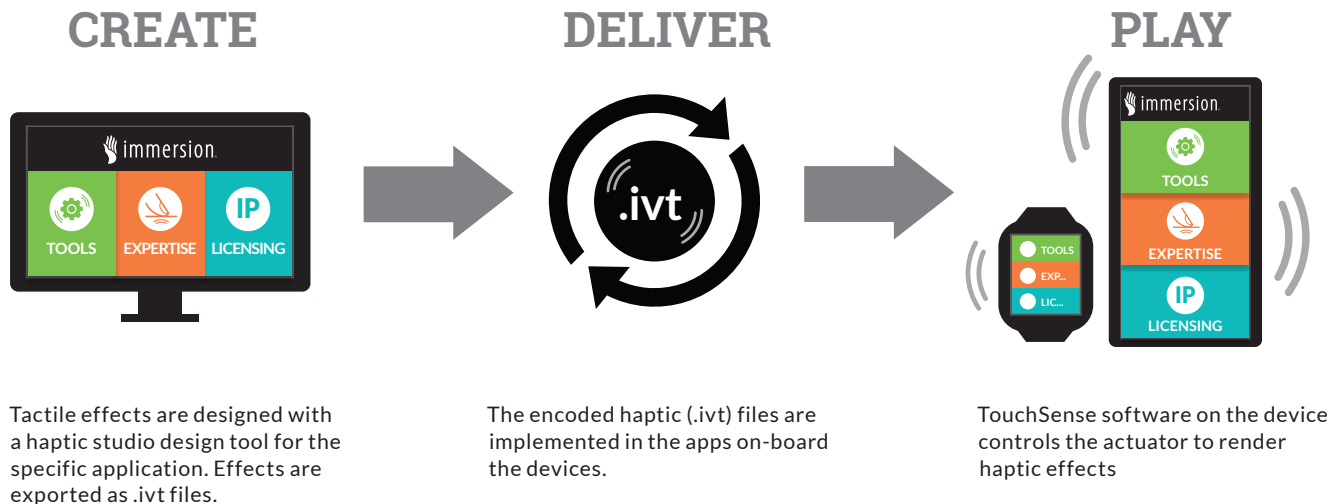 CREATE
DELIVER
PLAY
immersion.
TOOLS
EXPERTISE
IP
LICENSING
.ivt
TOOLS
EXP...
LIC...
immersion.
TOOLS
EXPERTISE
IP
LICENSING
Tactile effects are designed with
a haptic studio design tool for the
specific application. Effects are
exported as .ivt files.
The encoded haptic (.ivt) files are
implemented in the apps on-board
the devices.
TouchSense software on the device
controls the actuator to render
haptic effects